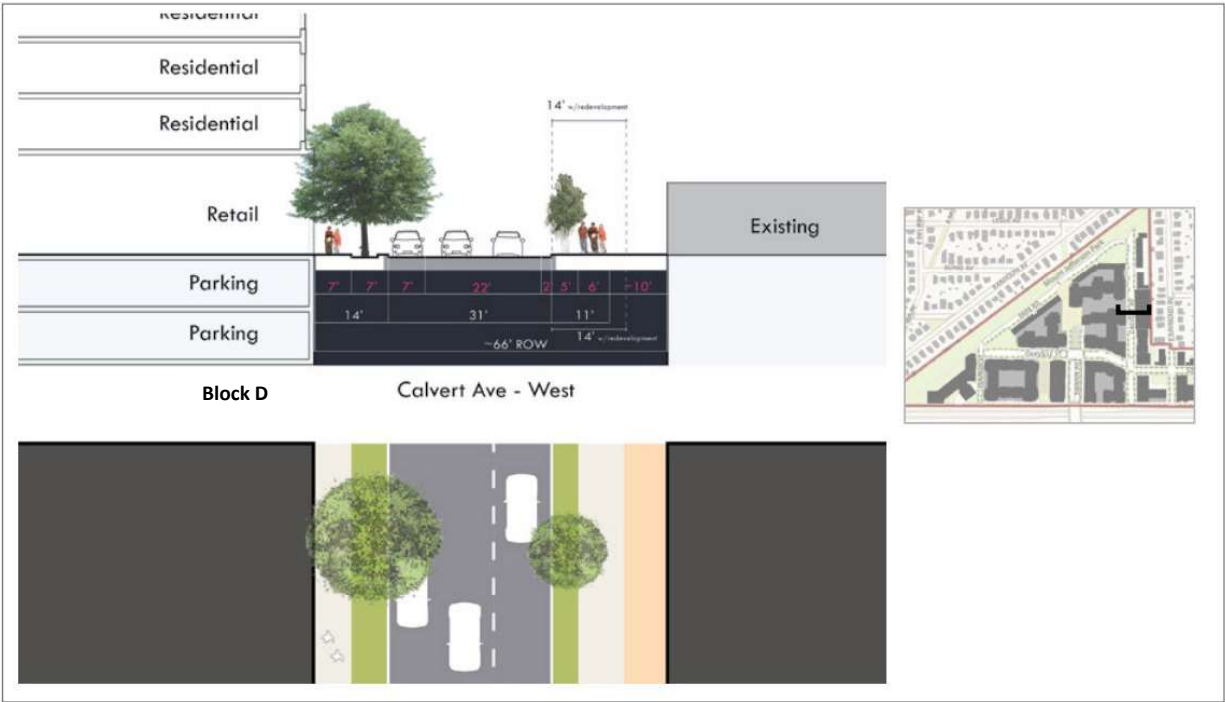 Residential
Residential
Residential
14' w/redevelopment
Retail
Existing
Parking
7' 7' 7' 22' 2' 5' 6' ~10'
14' 31' 11'
Parking
14' w/redevelopment
~66' ROW
Block D
Calvert Ave - West